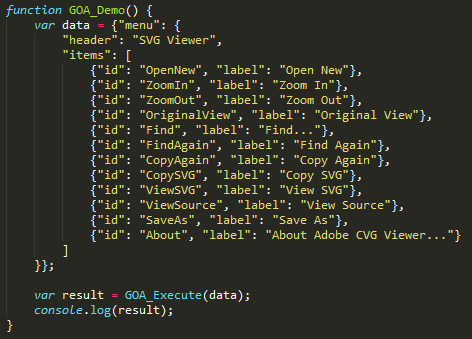 function GOA_Demo() {
    var data = {"menu": {
        "header": "SVG Viewer",
        "items": [
            {"id": "OpenNew", "label": "Open New"},
            {"id": "ZoomIn", "label": "Zoom In"},
            {"id": "ZoomOut", "label": "Zoom Out"},
            {"id": "OriginalView", "label": "Original View"},
            {"id": "Find", "label": "Find..."},
            {"id": "FindAgain", "label": "Find Again"},
            {"id": "CopyAgain", "label": "Copy Again"},
            {"id": "CopySVG", "label": "Copy SVG"},
            {"id": "ViewSVG", "label": "View SVG"},
            {"id": "ViewSource", "label": "View Source"},
            {"id": "SaveAs", "label": "Save As"},
            {"id": "About", "label": "About Adobe CVG Viewer..."}
        ]
    }};

    var result = GOA_Execute(data);
    console.log(result);
}